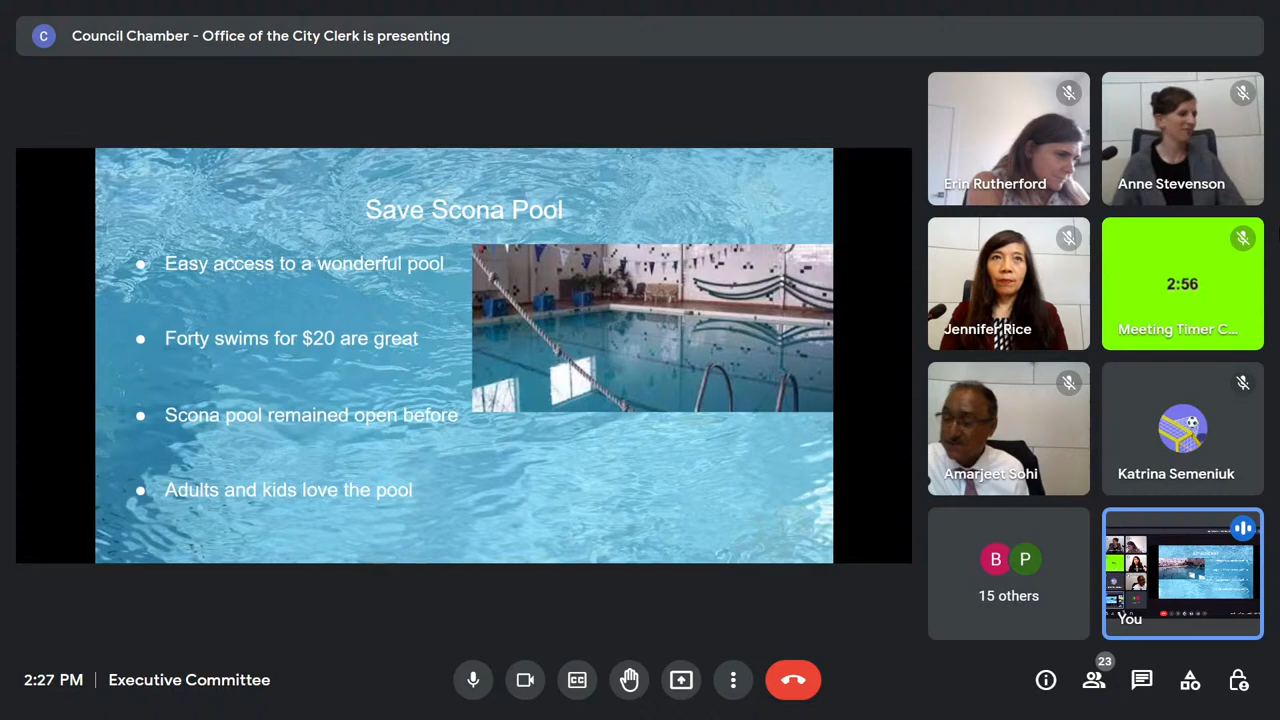 C
Council Chamber - Office of the City Clerk is presenting
Save Scona Pool
Easy access to a wonderful pool
Forty swims for $20 are great
Scona pool remained open before
Adults and kids love the pool
Erin Rutherford
Anne Stevenson
Jennifer Rice
2:56
Meeting Timer C...
Amarjeet Sohi
Katrina Semeniuk
B P
15 others
You
2:27 PM | Executive Committee
CC
23